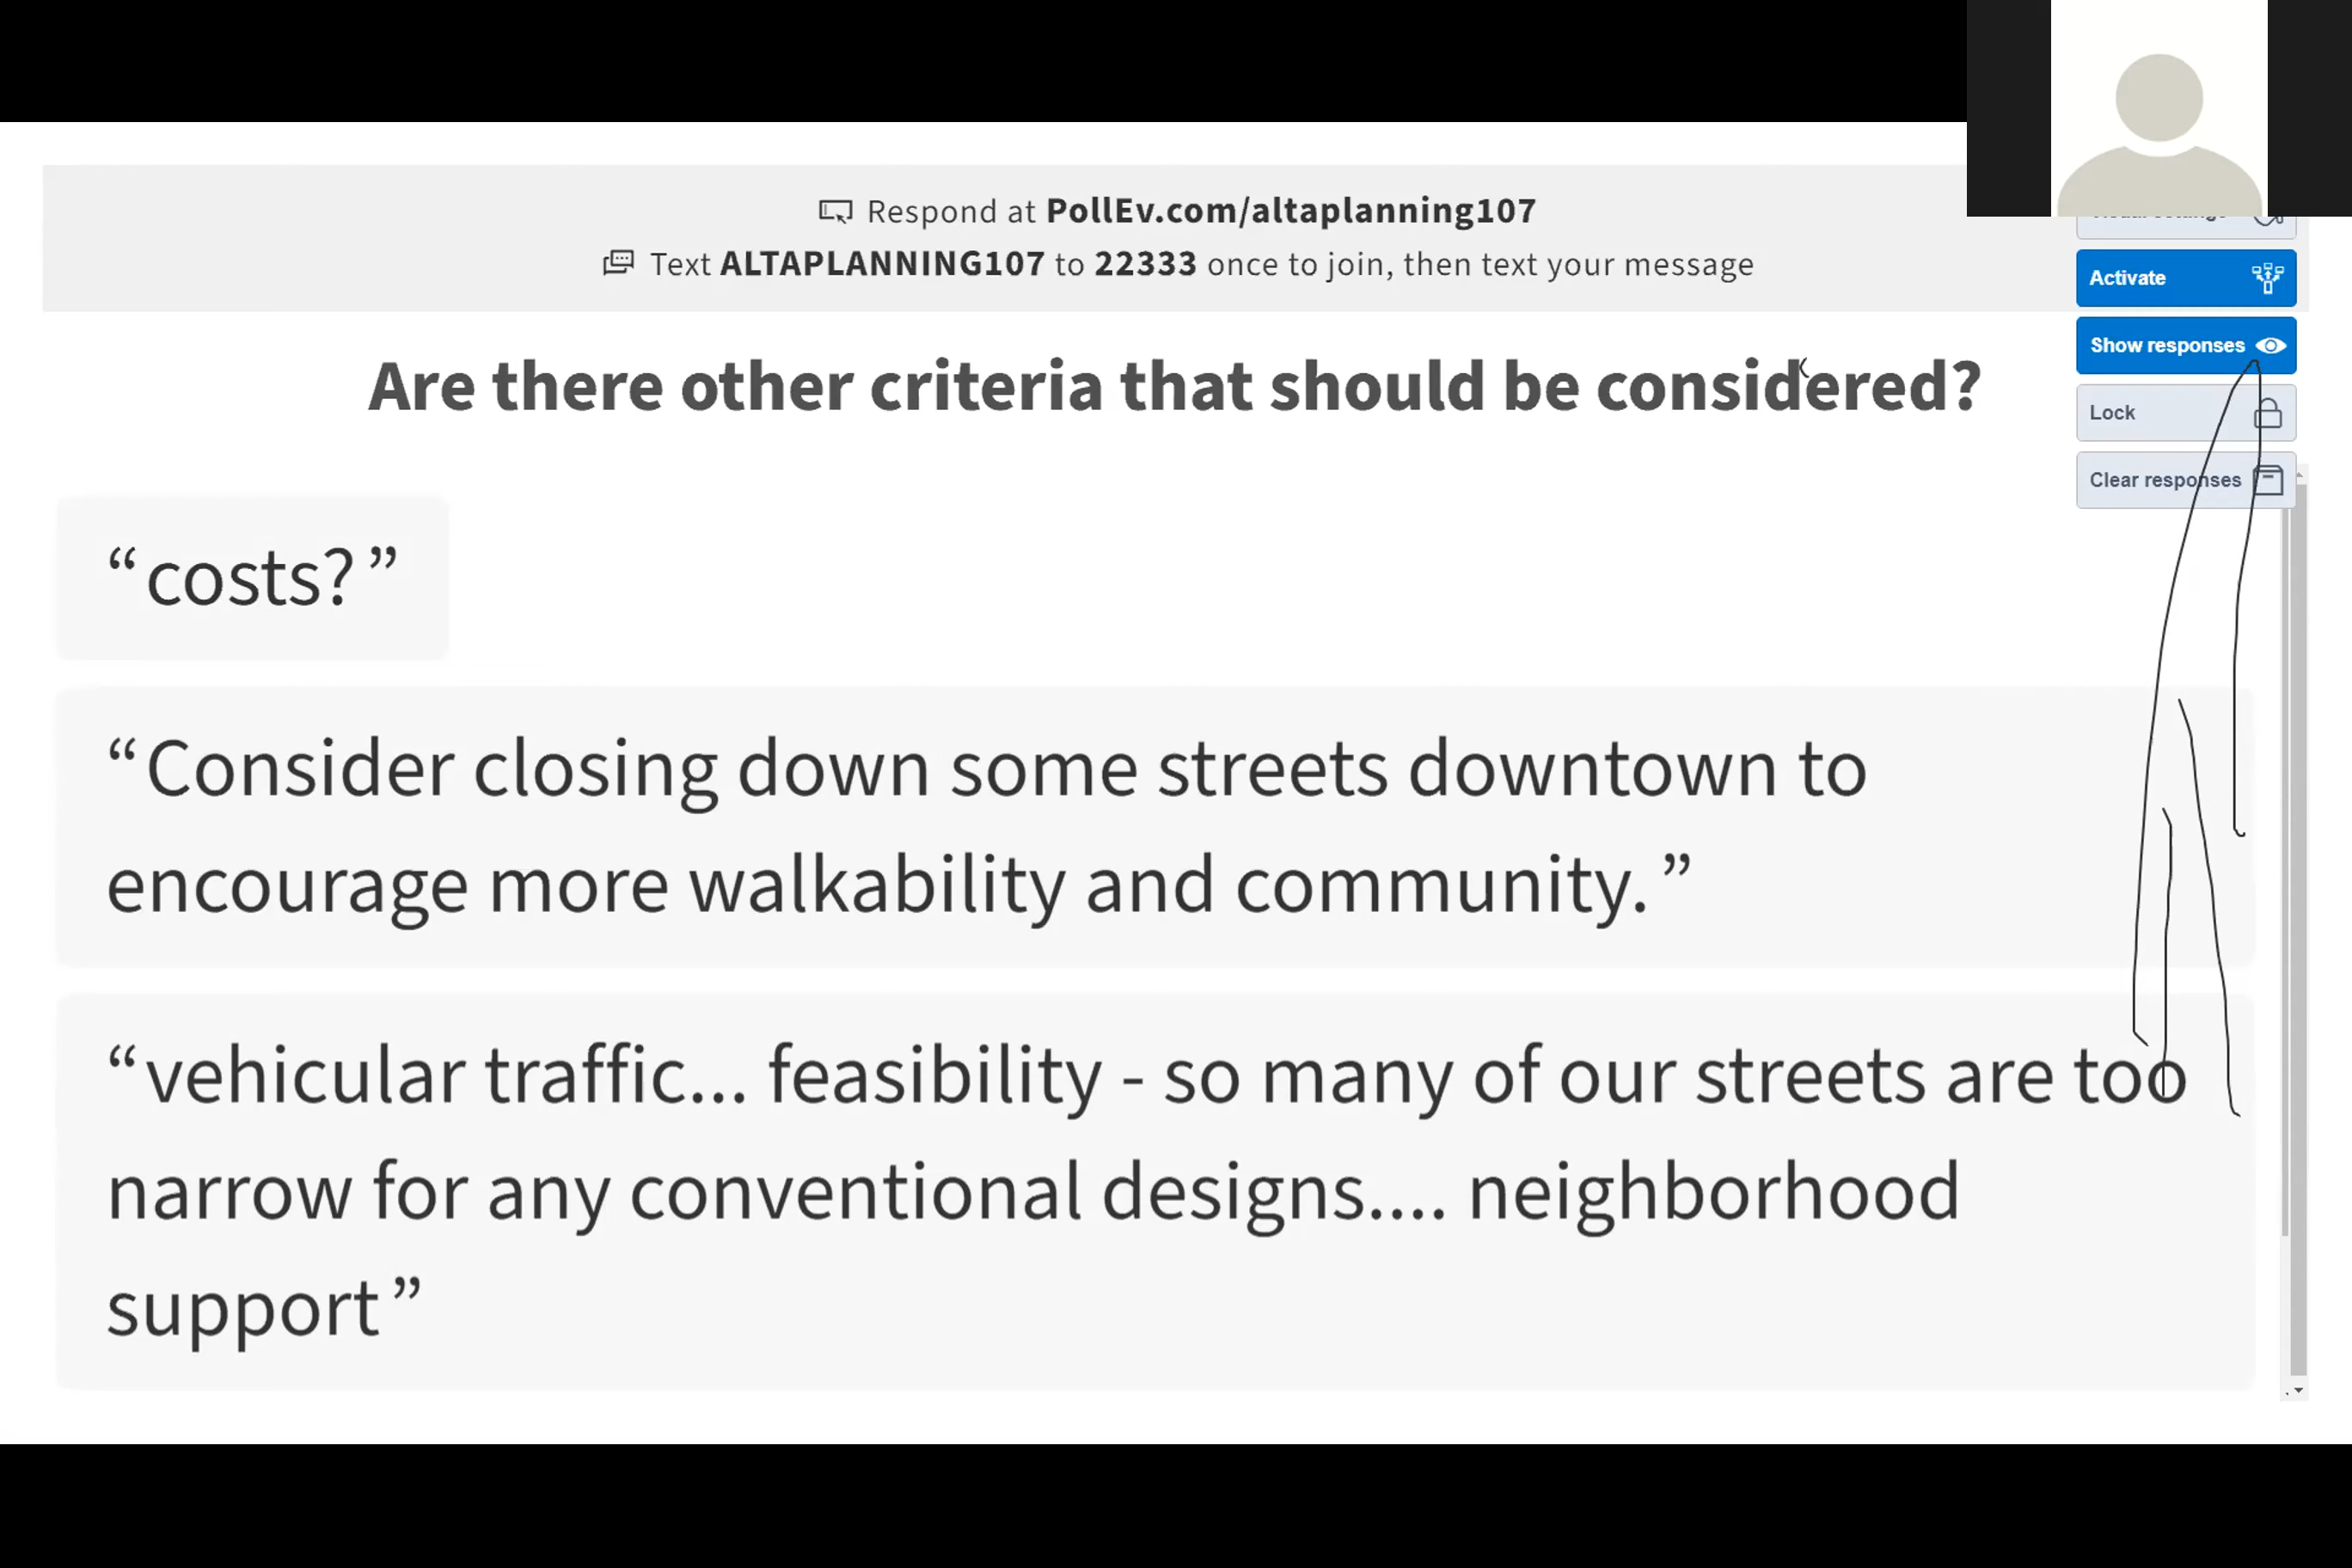 Respond at PollEv.com/altaplanning107
Text ALTAPLANNING107 to 22333 once to join, then text your message
Activate
Show responses
Lock
Clear responses
Are there other criteria that should be considered?
“costs?”
“Consider closing down some streets downtown to
encourage more walkability and community.”
“vehicular traffic... feasibility - so many of our streets are too
narrow for any conventional designs.... neighborhood
support”